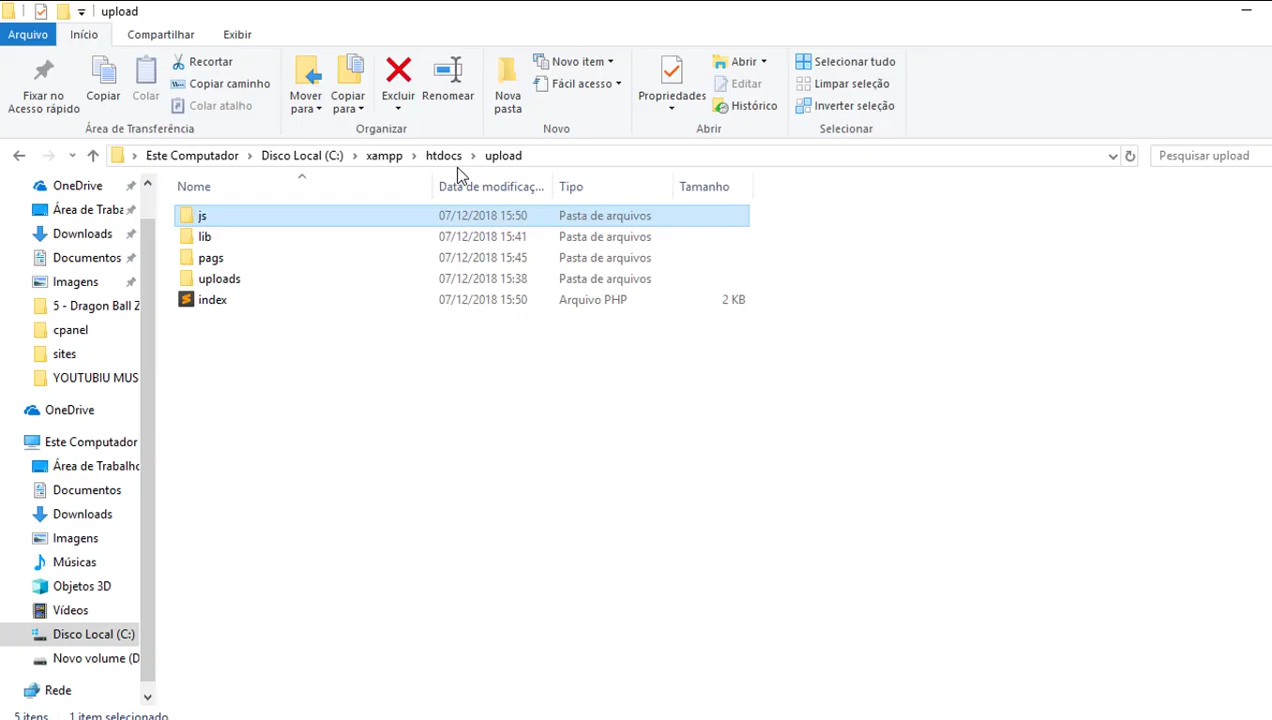 upload
Arquivo Início Compartilhar Exibir
Fixar no Acesso rápido
Copiar
Colar
Recortar
Copiar caminho
Colar atalho
Área de Transferência
Mover para
Copiar para
Excluir
Renomear
Organizar
Nova pasta
Novo item
Fácil acesso
Novo
Propriedades
Abrir
Editar
Histórico
Abrir
Selecionar tudo
Limpar seleção
Inverter seleção
Selecionar
Este Computador > Disco Local (C:) > xampp > htdocs > upload
Pesquisar upload
Nome Data de modificaç... Tipo Tamanho
js 07/12/2018 15:50 Pasta de arquivos
lib 07/12/2018 15:41 Pasta de arquivos
pags 07/12/2018 15:45 Pasta de arquivos
uploads 07/12/2018 15:38 Pasta de arquivos
index 07/12/2018 15:50 Arquivo PHP 2 KB
OneDrive
Área de Traba
Downloads
Documentos
Imagens
5 - Dragon Ball Z
cpanel
sites
YOUTUBIU MUS
OneDrive
Este Computador
Área de Trabalho
Documentos
Downloads
Imagens
Músicas
Objetos 3D
Vídeos
Disco Local (C:)
Novo volume (D
Rede
5 itens 1 item selecionado